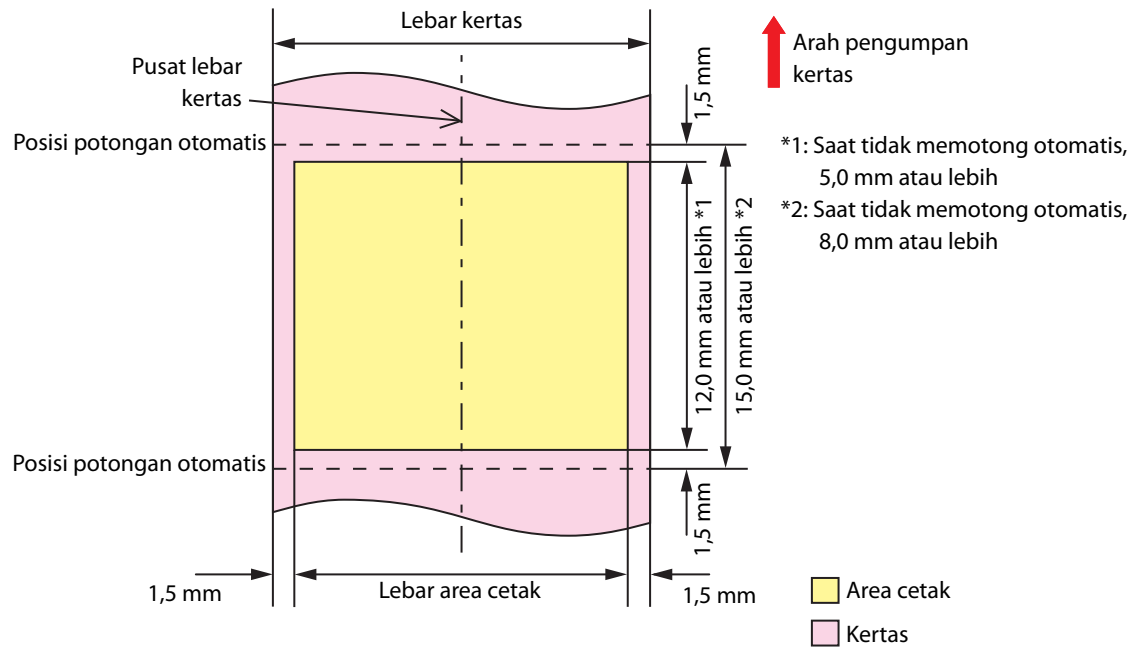 Lebar kertas
Arah pengumpan
kertas
Pusat lebar
kertas
1,5 mm
Posisi potongan otomatis
*1: Saat tidak memotong otomatis,
5,0 mm atau lebih
*2: Saat tidak memotong otomatis,
8,0 mm atau lebih
12,0 mm atau lebih *1
15,0 mm atau lebih *2
Posisi potongan otomatis
1,5 mm
1,5 mm
Lebar area cetak
1,5 mm
Area cetak
Kertas